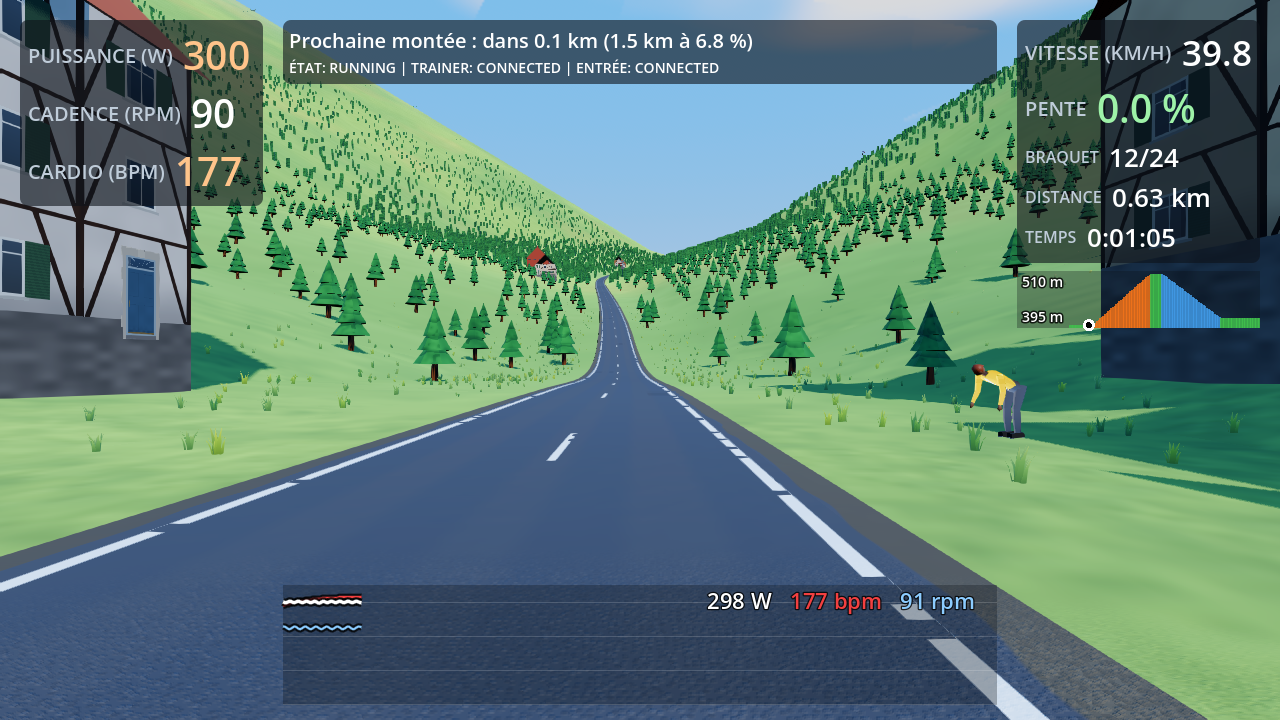 PUISSANCE (W) 300
CADENCE (RPM) 90
CARDIO (BPM) 177
Prochaine montée : dans 0.1 km (1.5 km à 6.8 %)
ÉTAT: RUNNING | TRAINER: CONNECTED | ENTRÉE: CONNECTED
VITESSE (KM/H) 39.8
PENTE 0.0 %
BRAQUET 12/24
DISTANCE 0.63 km
TEMPS 0:01:05
510 m
395 m
298 W 177 bpm 91 rpm